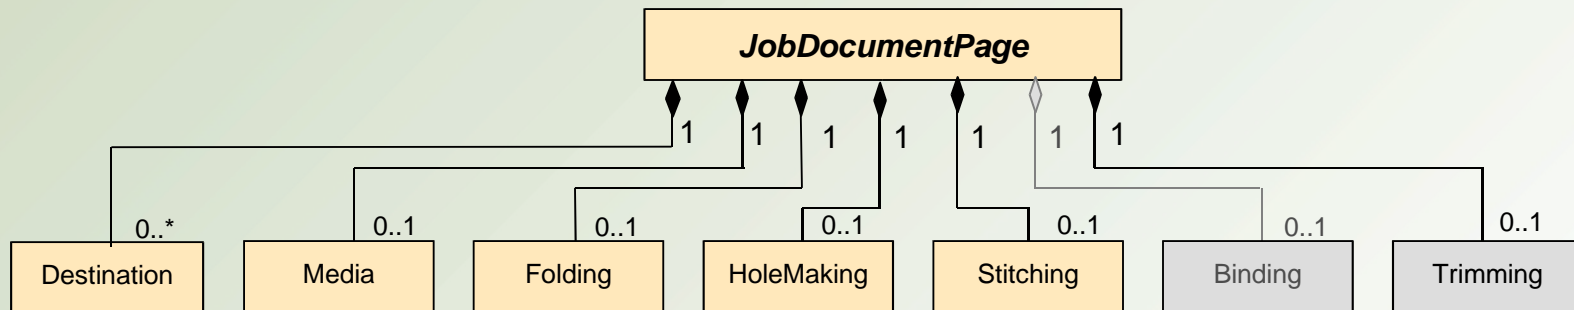 JobDocumentPage
1 1 1 1 1 1 1
0..* 0..1 0..1 0..1 0..1 0..1 0..1
Destination Media Folding HoleMaking Stitching Binding Trimming